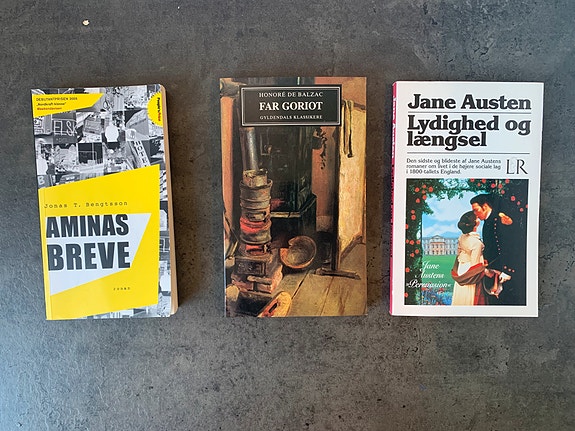 DEBUTANTPRISEN 2005
Jonas T. Bengtsson
AMINAS
BREVE
roman
HONORÉ DE BALZAC
FAR GORIOT
GYLDENDALS KLASSIKERE
Jane Austen
Lydighed og
længsel
Den sidste og blideste af Jane Austens
romaner om livet i de højere sociale lag
i 1800-tallets England.
LR
Jane
Austens
»Persuasion«